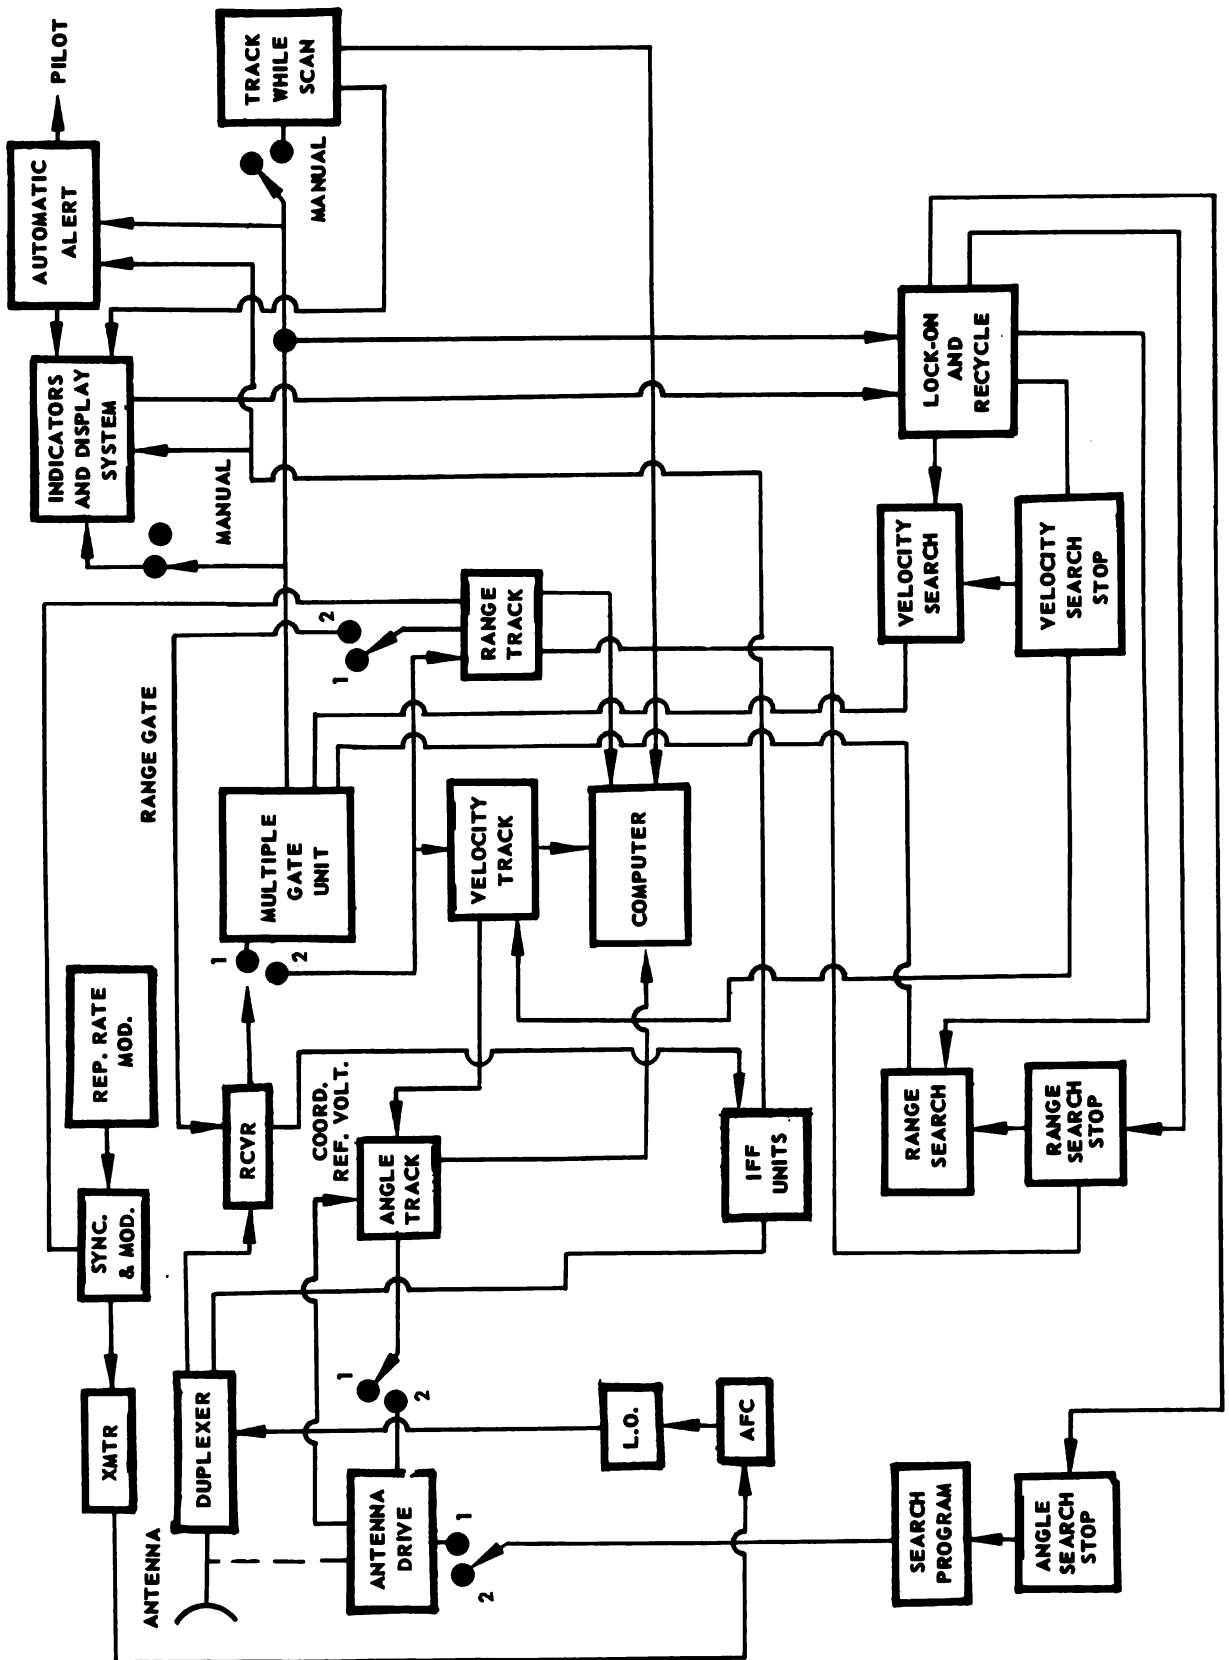 ANTENNA
XMTR
SYNC.
& MOD.
REP. RATE
MOD.
RANGE GATE
MANUAL
INDICATORS
AND DISPLAY
SYSTEM
AUTOMATIC
ALERT
PILOT
DUPLEXER
RCVR
1
2
MULTIPLE
GATE
UNIT
1
2
MANUAL
TRACK
WHILE
SCAN
ANTENNA
DRIVE
1
2
1
2
COORD.
REF. VOLT.
ANGLE
TRACK
VELOCITY
TRACK
RANGE
TRACK
L.O.
AFC
IFF
UNITS
COMPUTER
SEARCH
PROGRAM
ANGLE
SEARCH
STOP
RANGE
SEARCH
RANGE
SEARCH
STOP
VELOCITY
SEARCH
VELOCITY
SEARCH
STOP
LOCK-ON
AND
RECYCLE